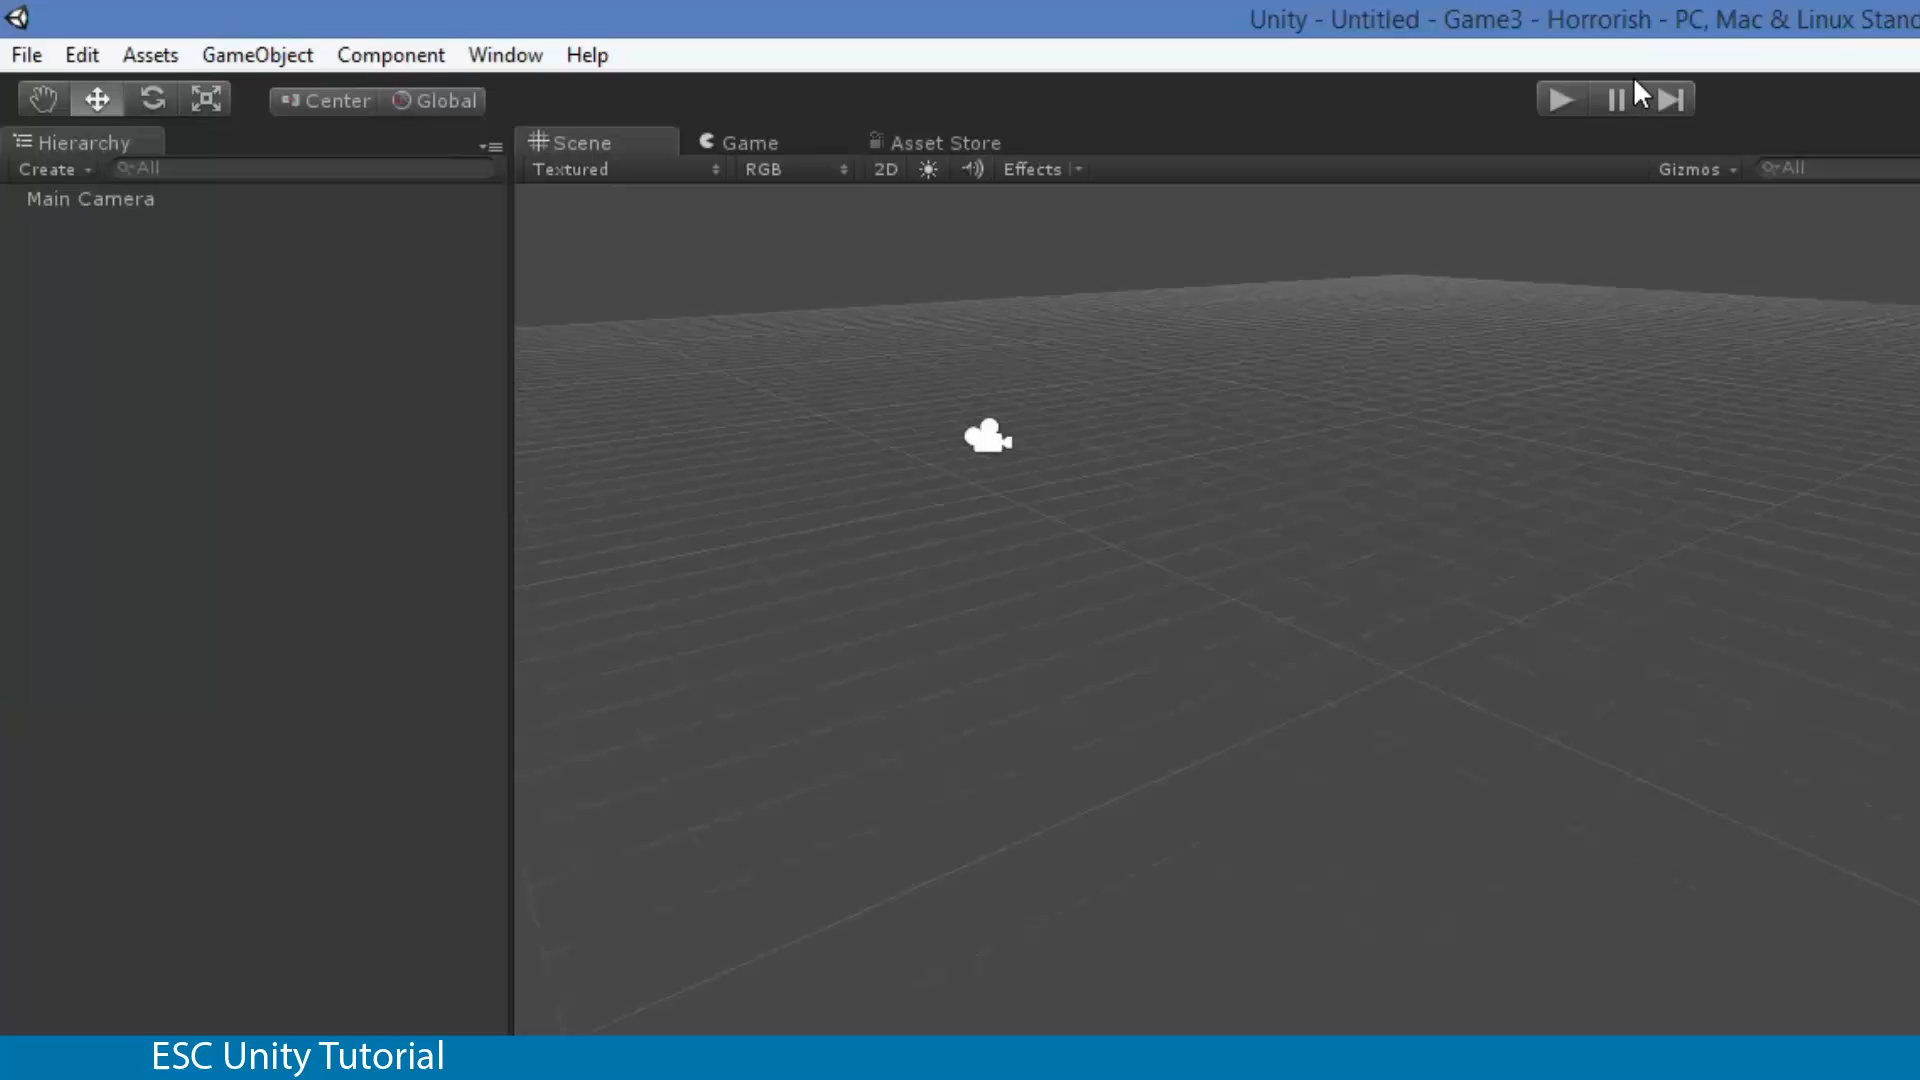 Unity - Untitled - Game3 - Horrorish - PC, Mac & Linux Stanc
File Edit Assets GameObject Component Window Help
Center Global
Hierarchy Scene Game Asset Store
Create All Textured RGB 2D Effects Gizmos All
Main Camera
ESC Unity Tutorial